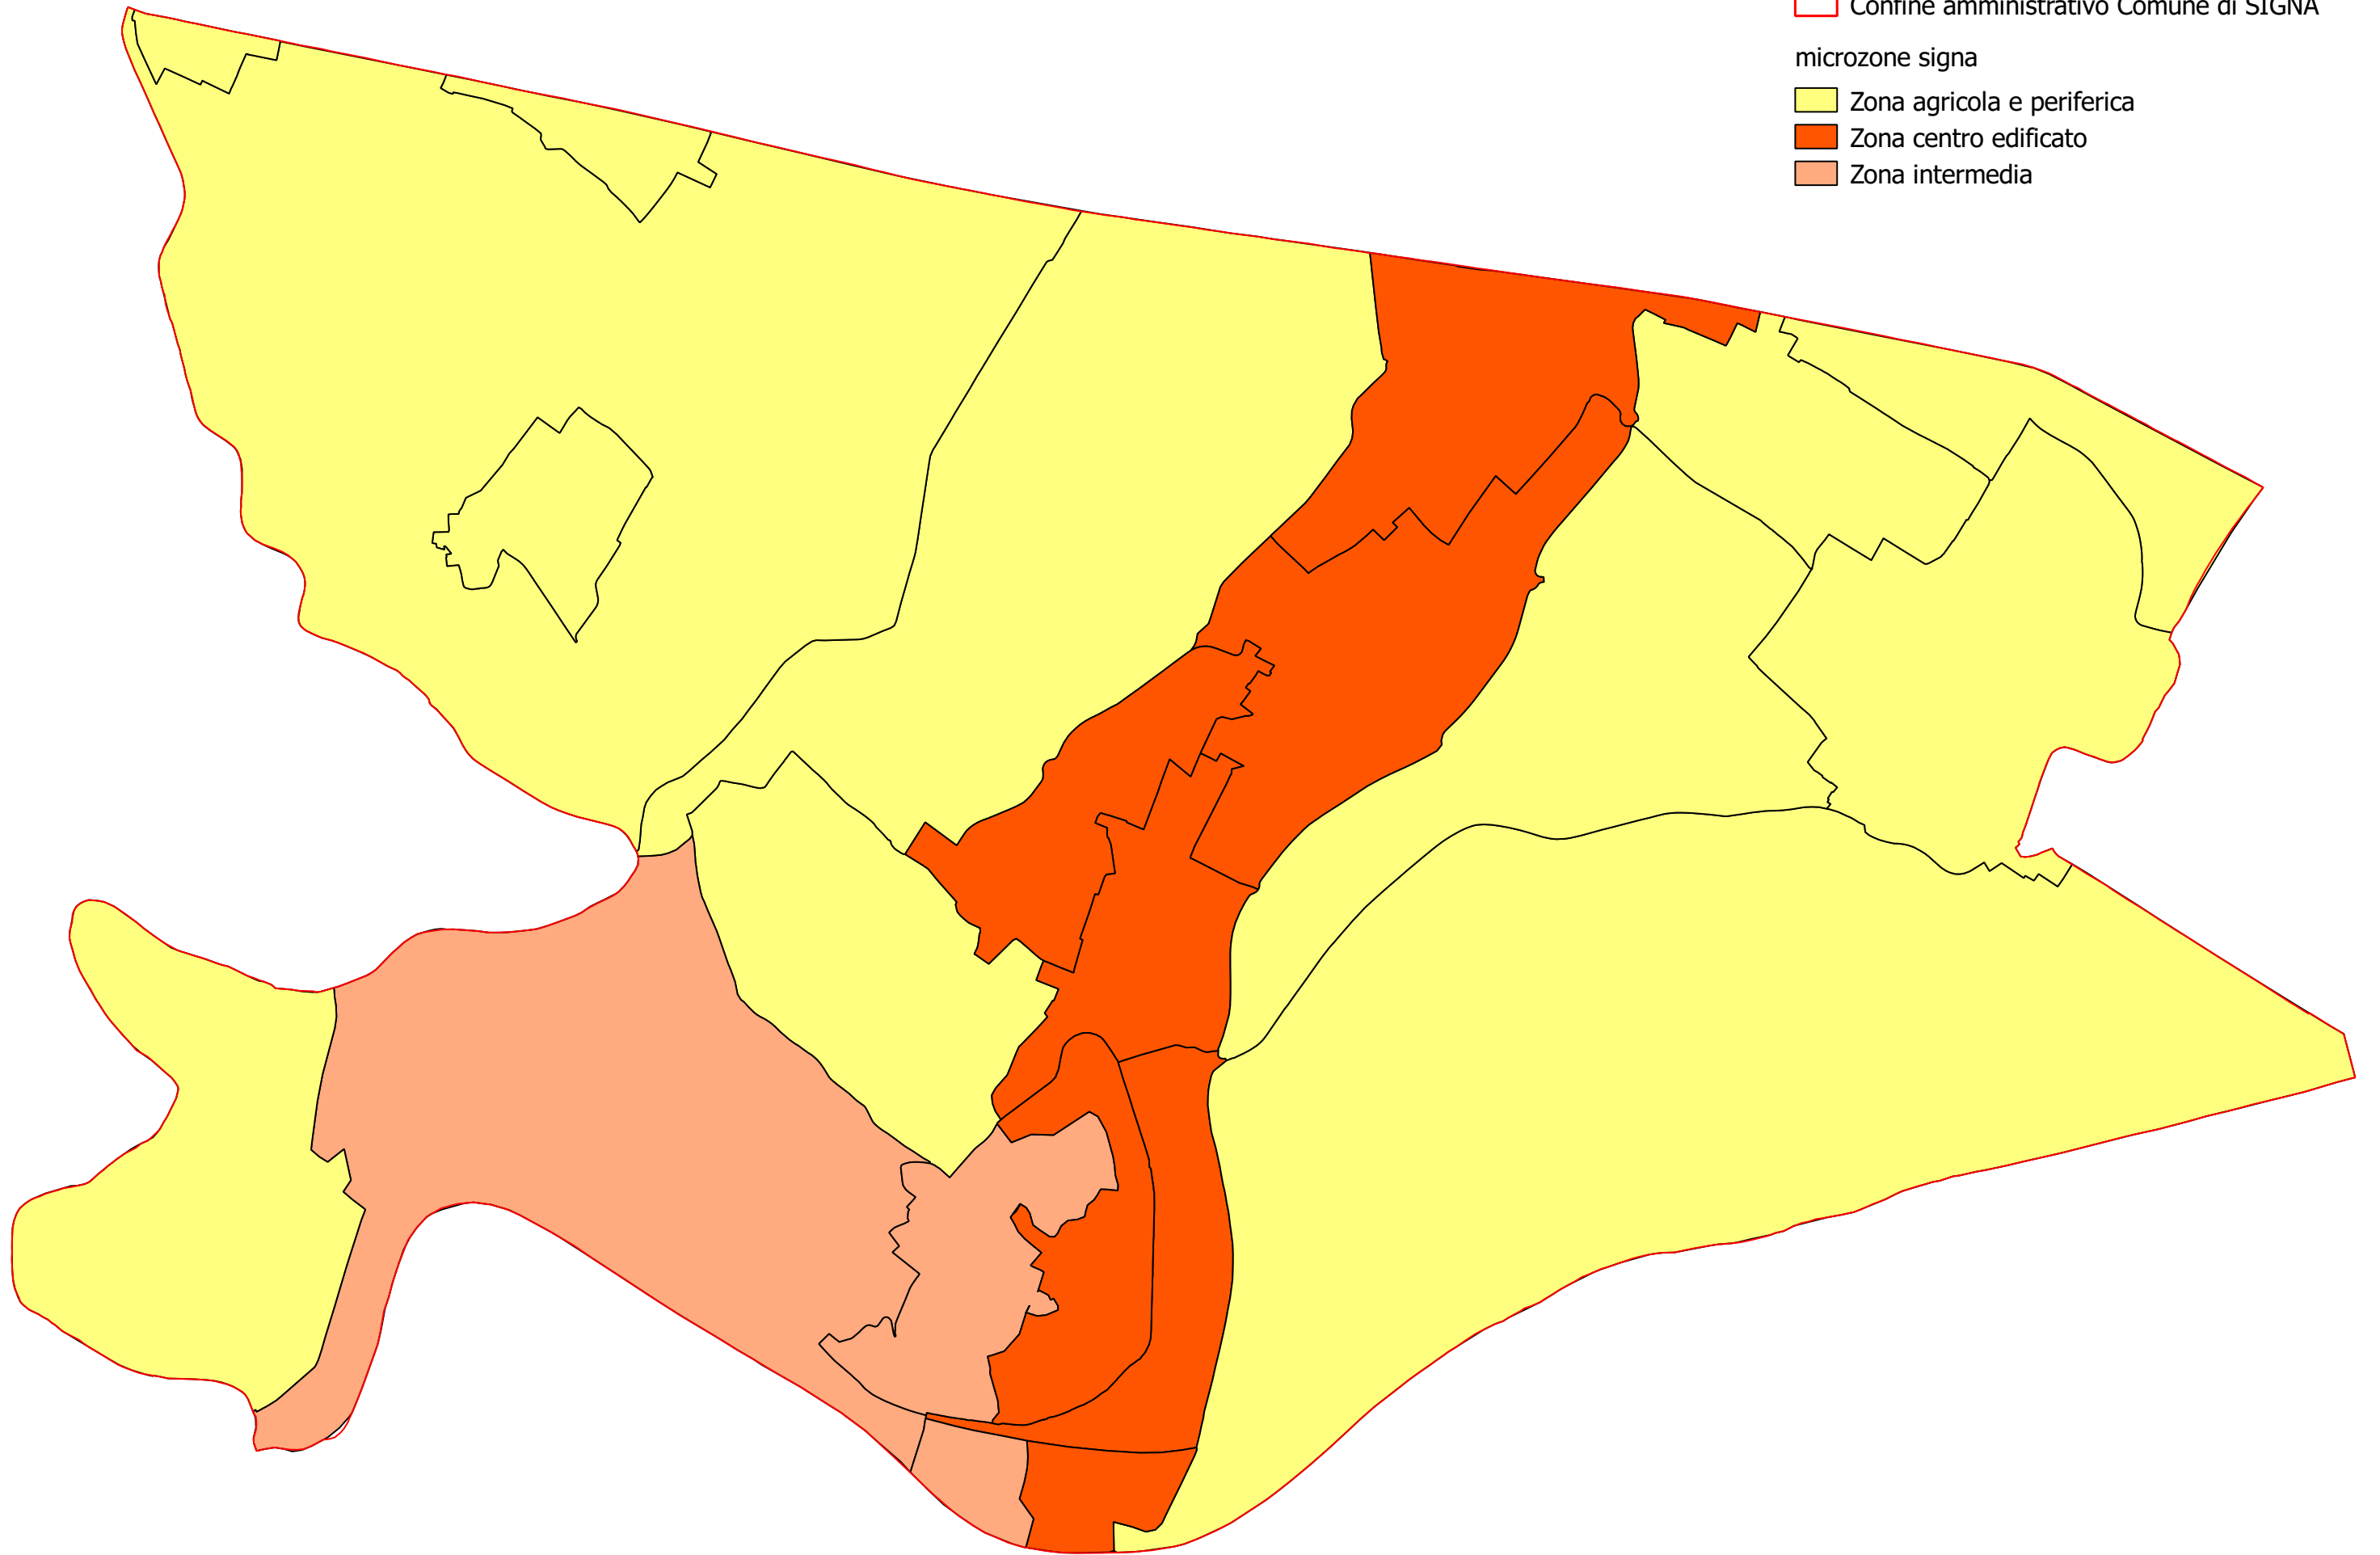 Confine amministrativo Comune di SIGNA
microzone signa
Zona agricola e periferica
Zona centro edificato
Zona intermedia